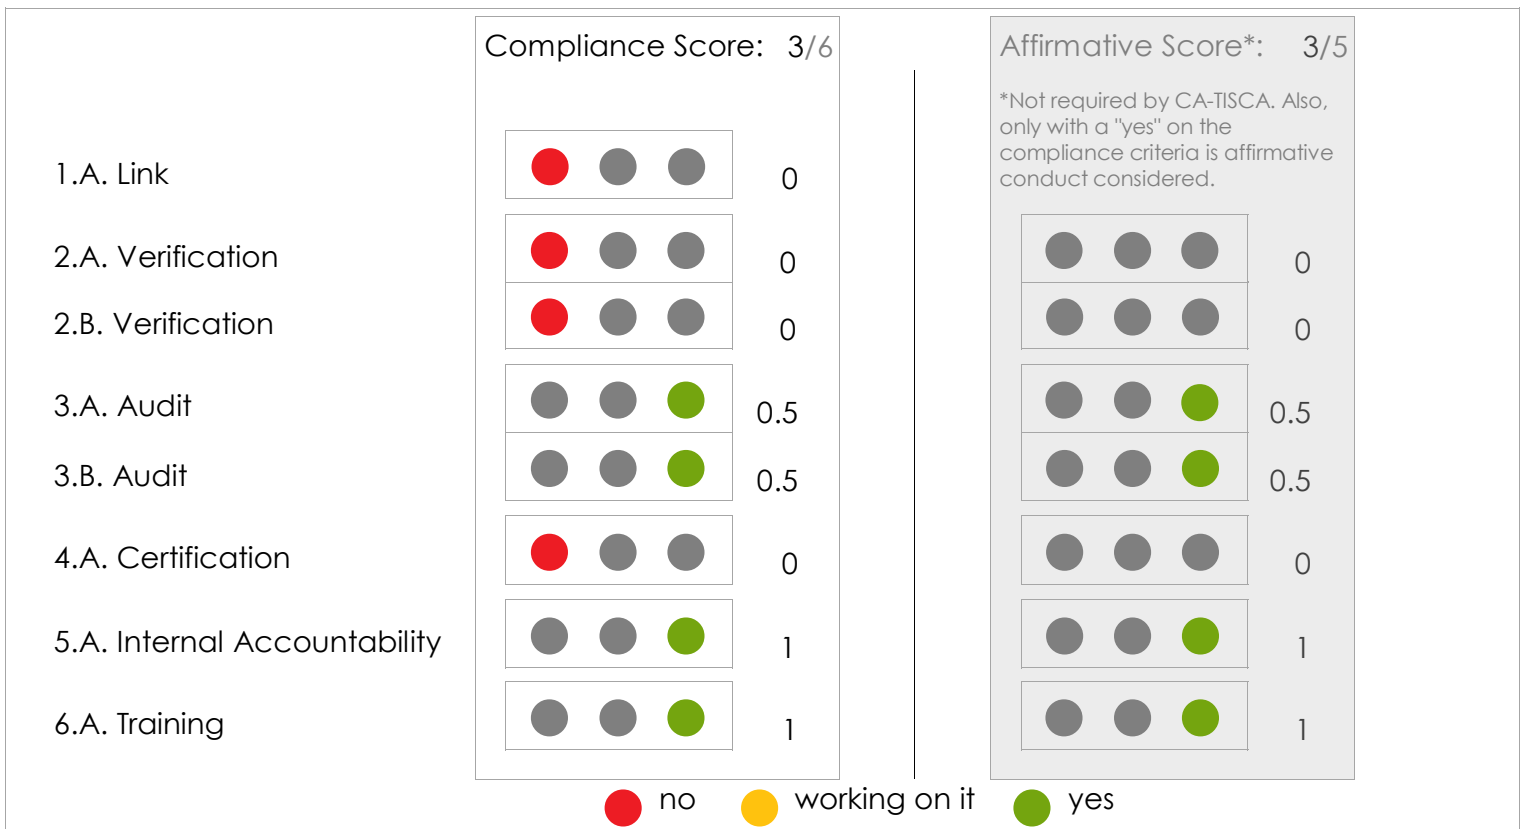 Compliance Score: 3/6
Affirmative Score*: 3/5
*Not required by CA-TISCA. Also,
only with a "yes" on the
compliance criteria is affirmative
conduct considered.
1.A. Link 0
2.A. Verification 0 0
2.B. Verification 0 0
3.A. Audit 0.5 0.5
3.B. Audit 0.5 0.5
4.A. Certification 0 0
5.A. Internal Accountability 1 1
6.A. Training 1 1
no working on it yes